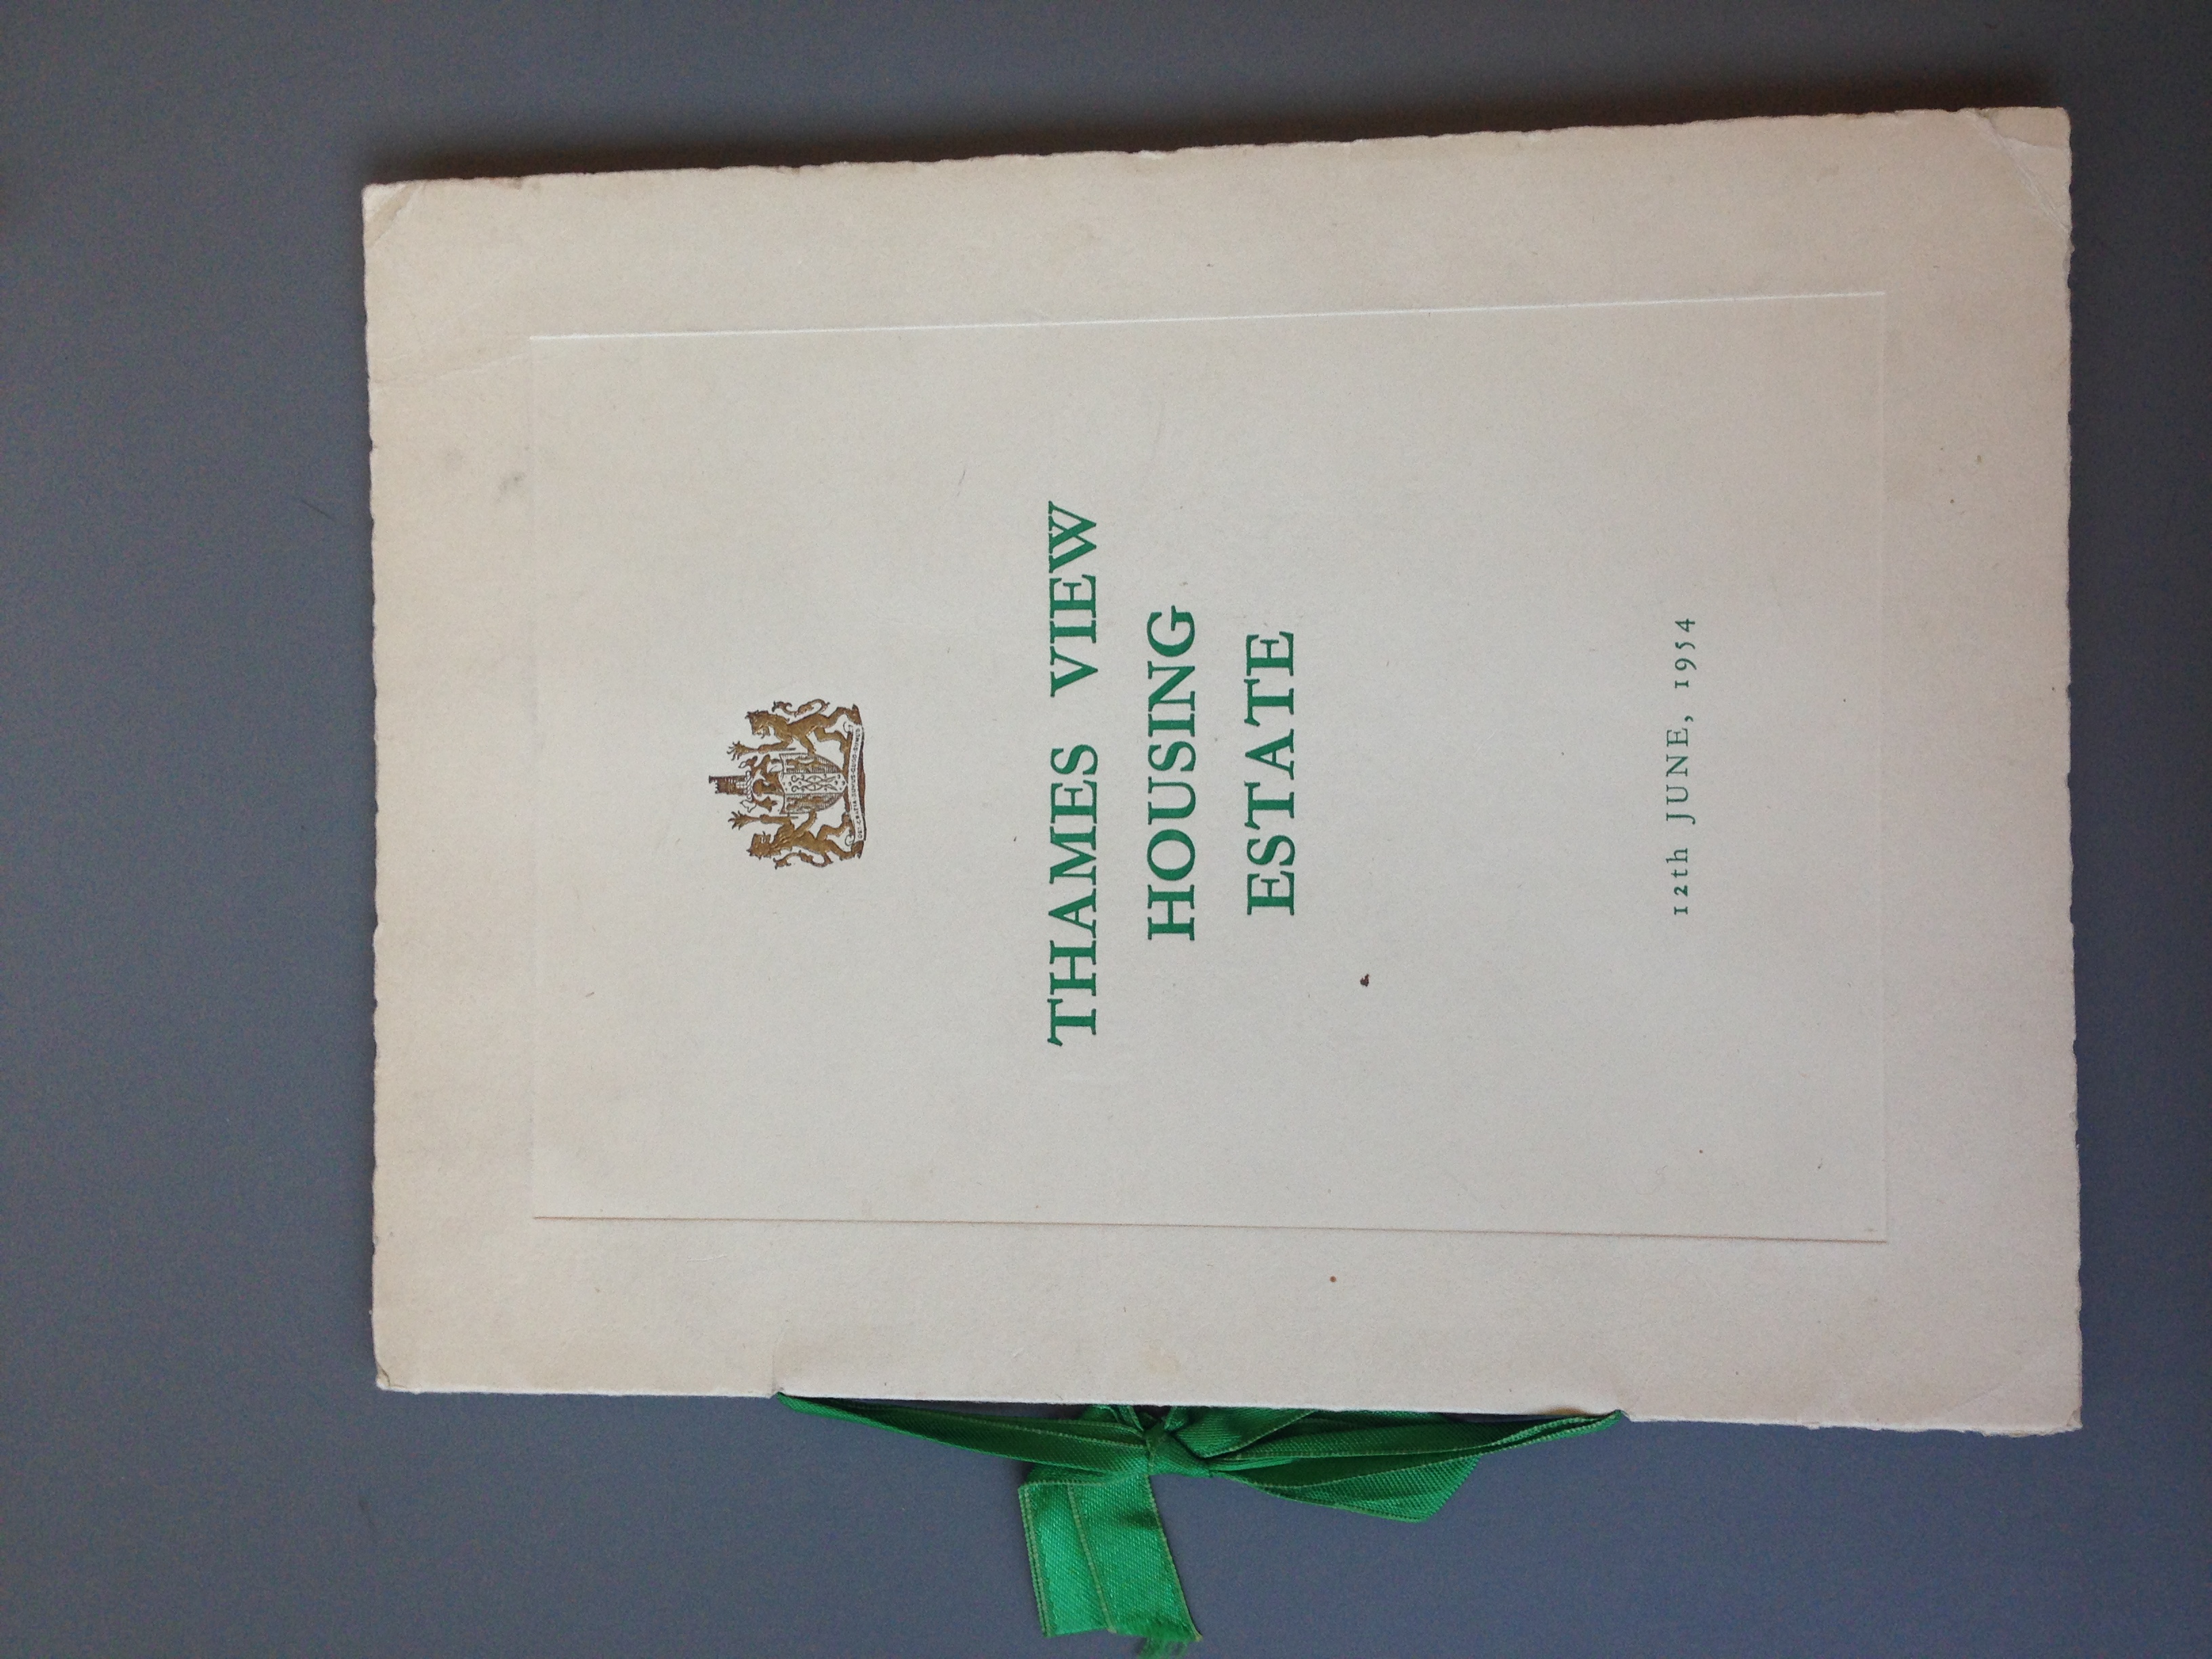 THAMES VIEW
HOUSING
ESTATE
12th JUNE, 1954